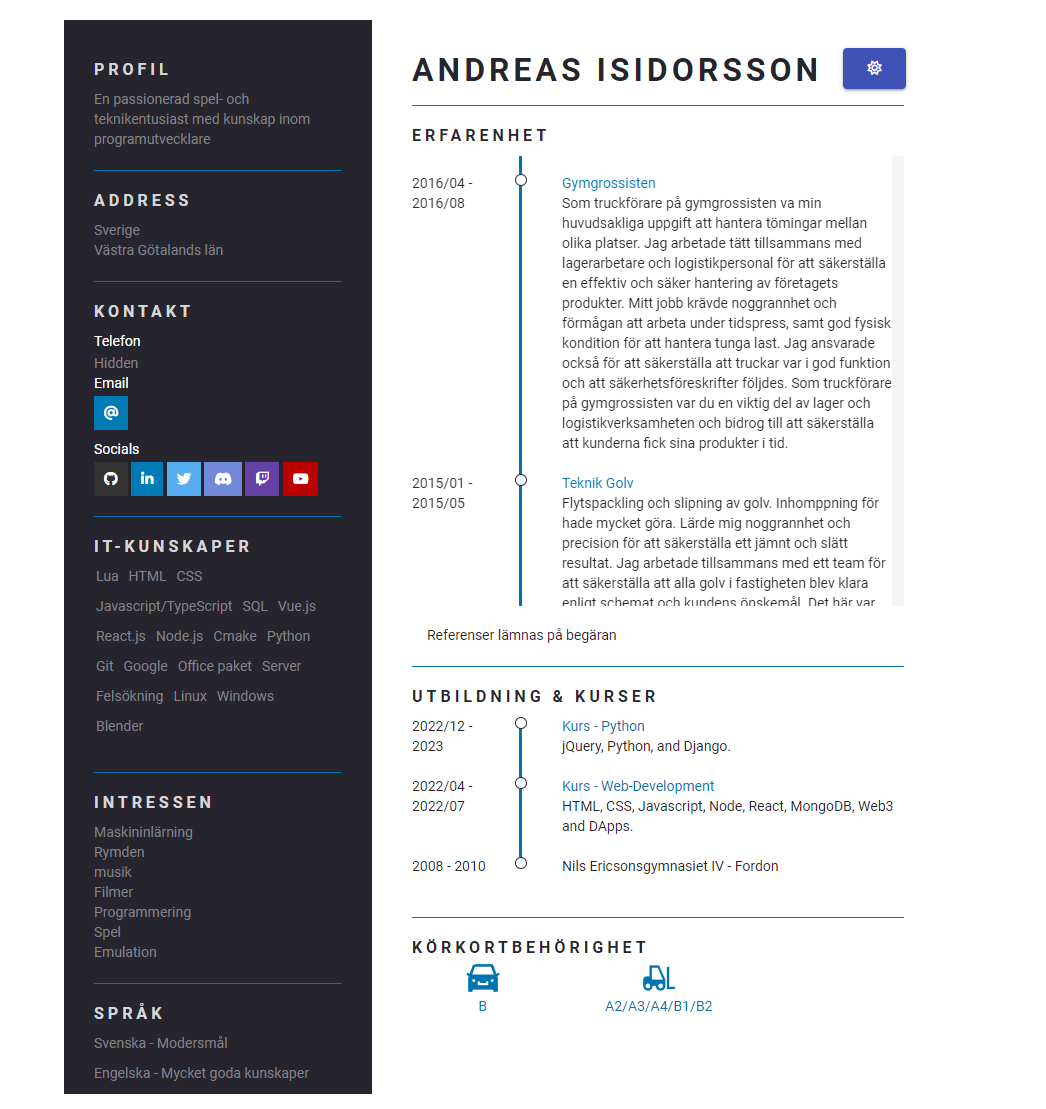 PROFIL
En passionerad spel- och
teknikentusiast med kunskap inom
programutvecklare
ADDRESS
Sverige
Västra Götalands län
KONTAKT
Telefon
Hidden
Email
Socials
IT-KUNSKAPER
Lua HTML CSS
Javascript/TypeScript SQL Vue.js
React.js Node.js Cmake Python
Git Google Office paket Server
Felsökning Linux Windows
Blender
INTRESSEN
Maskininlärning
Rymden
musik
Filmer
Programmering
Spel
Emulation
SPRÅK
Svenska - Modersmål
Engelska - Mycket goda kunskaper
ANDREAS ISIDORSSON
ERFARENHET
2016/04 -
2016/08
Gymgrossisten
Som truckförare på gymgrossisten va min
huvudsakliga uppgift att hantera tömingar mellan
olika platser. Jag arbetade tätt tillsammans med
lagerarbetare och logistikpersonal för att säkerställa
en effektiv och säker hantering av företagets
produkter. Mitt jobb krävde noggrannhet och
förmågan att arbeta under tidspress, samt god fysisk
kondition för att hantera tunga last. Jag ansvarade
också för att säkerställa att truckar var i god funktion
och att säkerhetsföreskrifter följdes. Som truckförare
på gymgrossisten var du en viktig del av lager och
logistikverksamheten och bidrog till att säkerställa
att kunderna fick sina produkter i tid.
2015/01 -
2015/05
Teknik Golv
Flytspackling och slipning av golv. Inhomppning för
hade mycket göra. Lärde mig noggrannhet och
precision för att säkerställa ett jämnt och slätt
resultat. Jag arbetade tillsammans med ett team för
att säkerställa att alla golv i fastigheten blev klara
enligt schemat och kundens önskemål. Det här var
Referenser lämnas på begäran
UTBILDNING & KURSER
2022/12 -
2023
Kurs - Python
jQuery, Python, and Django.
2022/04 -
2022/07
Kurs - Web-Development
HTML, CSS, Javascript, Node, React, MongoDB, Web3
and DApps.
2008 - 2010
Nils Ericsonsgymnasiet IV - Fordon
KÖRKORTBEHÖRIGHET
B
A2/A3/A4/B1/B2